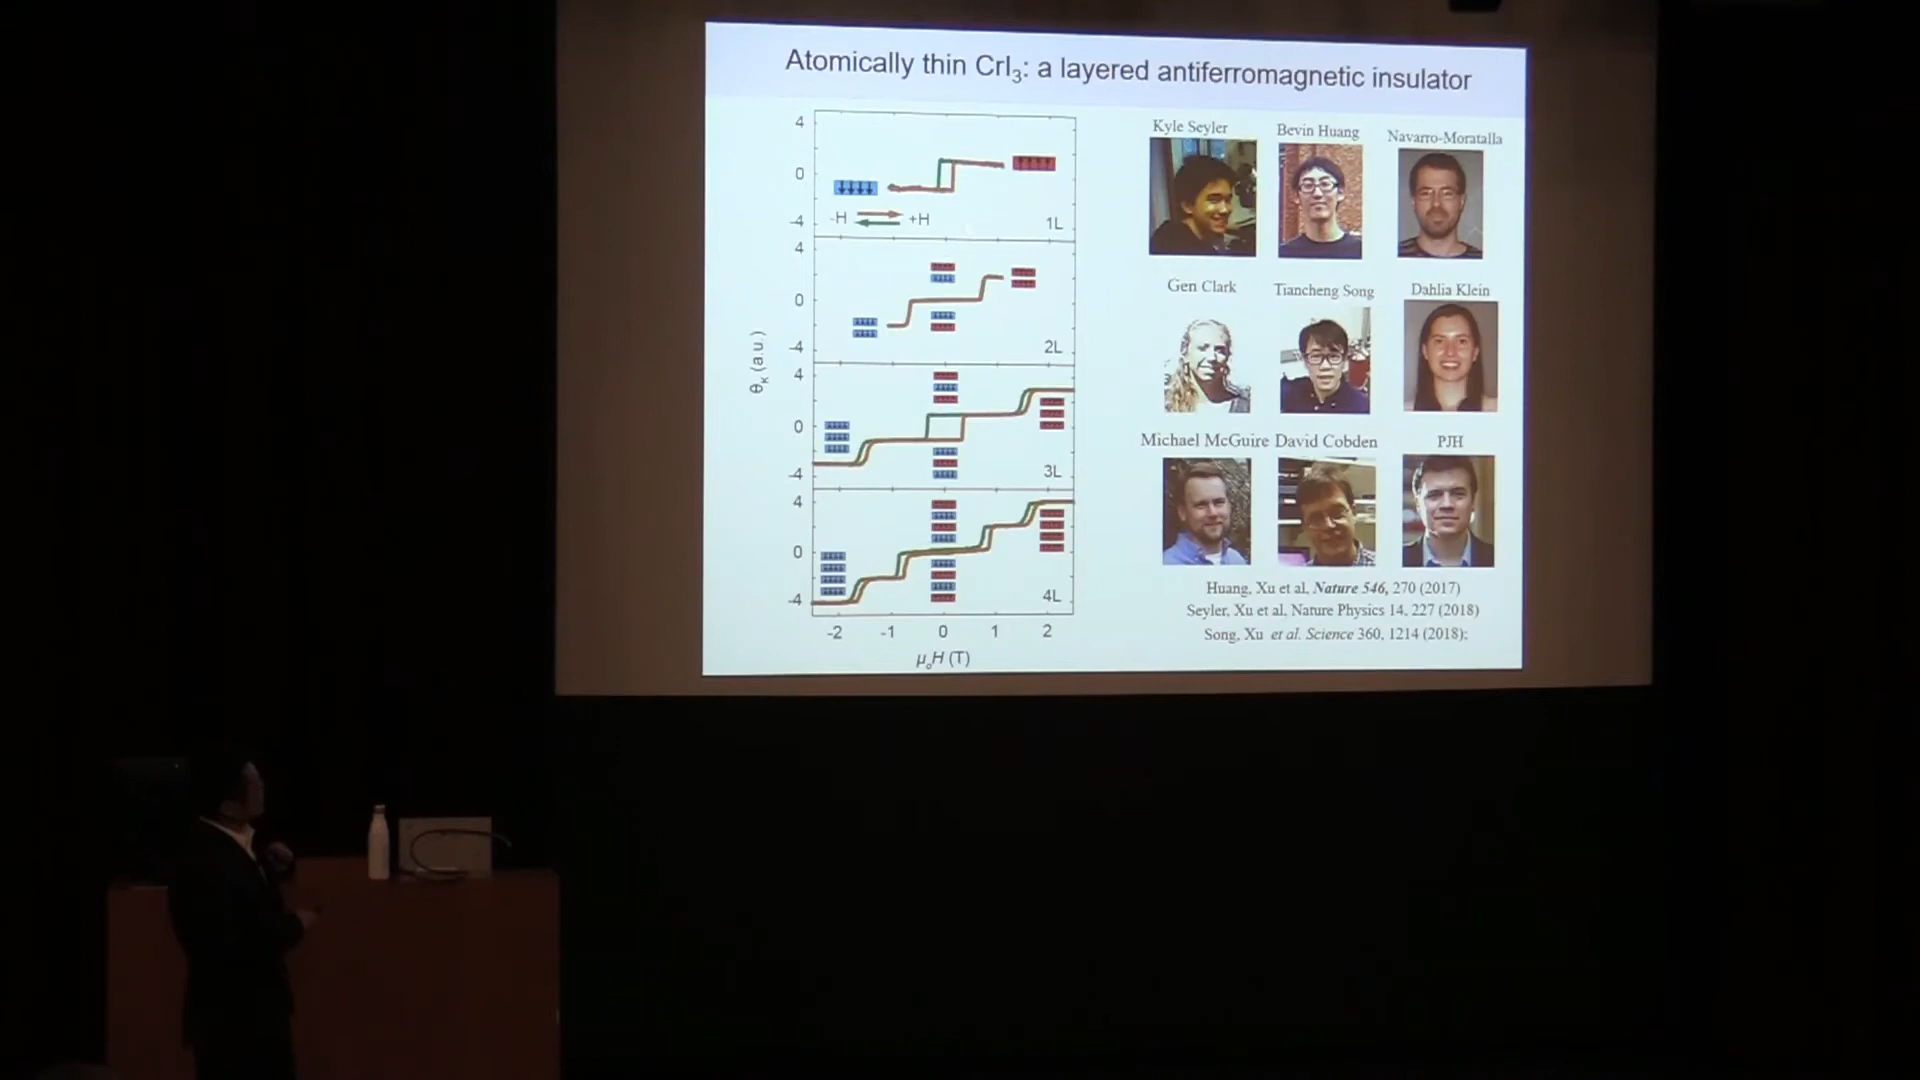 Atomically thin CrI₃: a layered antiferromagnetic insulator
4
0
-4
-H
+H
1L
4
0
-4
2L
4
0
-4
3L
4
0
-4
4L
θK (a.u.)
-2 -1 0 1 2
μoH (T)
Kyle Seyler
Bevin Huang
Navarro-Moratalla
Gen Clark
Tiancheng Song
Dahlia Klein
Michael McGuire
David Cobden
PJH
Huang, Xu et al, Nature 546, 270 (2017)
Seyler, Xu et al, Nature Physics 14, 227 (2018)
Song, Xu et al. Science 360, 1214 (2018);